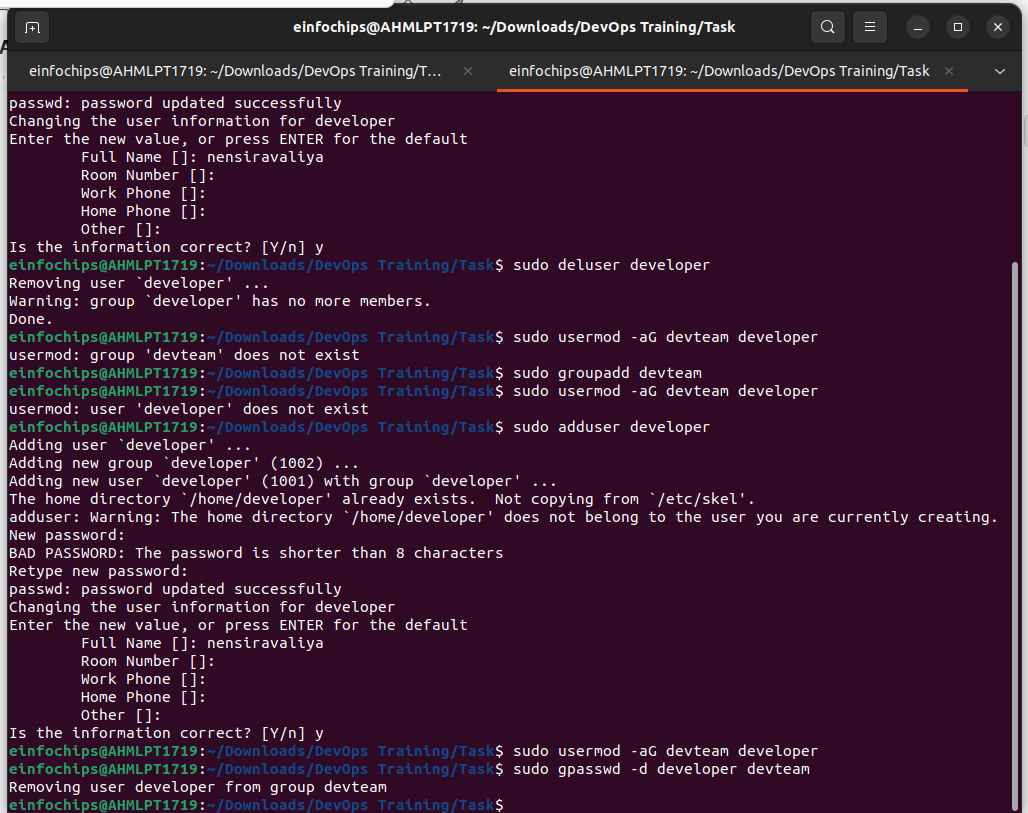 einfochips@AHMLPT1719: ~/Downloads/DevOps Training/Task
einfochips@AHMLPT1719: ~/Downloads/DevOps Training/T...
einfochips@AHMLPT1719: ~/Downloads/DevOps Training/Task
passwd: password updated successfully
Changing the user information for developer
Enter the new value, or press ENTER for the default
        Full Name []: nensiravaliya
        Room Number []:
        Work Phone []:
        Home Phone []:
        Other []:
Is the information correct? [Y/n] y
einfochips@AHMLPT1719:~/Downloads/DevOps Training/Task$ sudo deluser developer
Removing user `developer' ...
Warning: group `developer' has no more members.
Done.
einfochips@AHMLPT1719:~/Downloads/DevOps Training/Task$ sudo usermod -aG devteam developer
usermod: group 'devteam' does not exist
einfochips@AHMLPT1719:~/Downloads/DevOps Training/Task$ sudo groupadd devteam
einfochips@AHMLPT1719:~/Downloads/DevOps Training/Task$ sudo usermod -aG devteam developer
usermod: user 'developer' does not exist
einfochips@AHMLPT1719:~/Downloads/DevOps Training/Task$ sudo adduser developer
Adding user `developer' ...
Adding new group `developer' (1002) ...
Adding new user `developer' (1001) with group `developer' ...
The home directory `/home/developer' already exists.  Not copying from `/etc/skel'.
adduser: Warning: The home directory `/home/developer' does not belong to the user you are currently creating.
New password:
BAD PASSWORD: The password is shorter than 8 characters
Retype new password:
passwd: password updated successfully
Changing the user information for developer
Enter the new value, or press ENTER for the default
        Full Name []: nensiravaliya
        Room Number []:
        Work Phone []:
        Home Phone []:
        Other []:
Is the information correct? [Y/n] y
einfochips@AHMLPT1719:~/Downloads/DevOps Training/Task$ sudo usermod -aG devteam developer
einfochips@AHMLPT1719:~/Downloads/DevOps Training/Task$ sudo gpasswd -d developer devteam
Removing user developer from group devteam
einfochips@AHMLPT1719:~/Downloads/DevOps Training/Task$